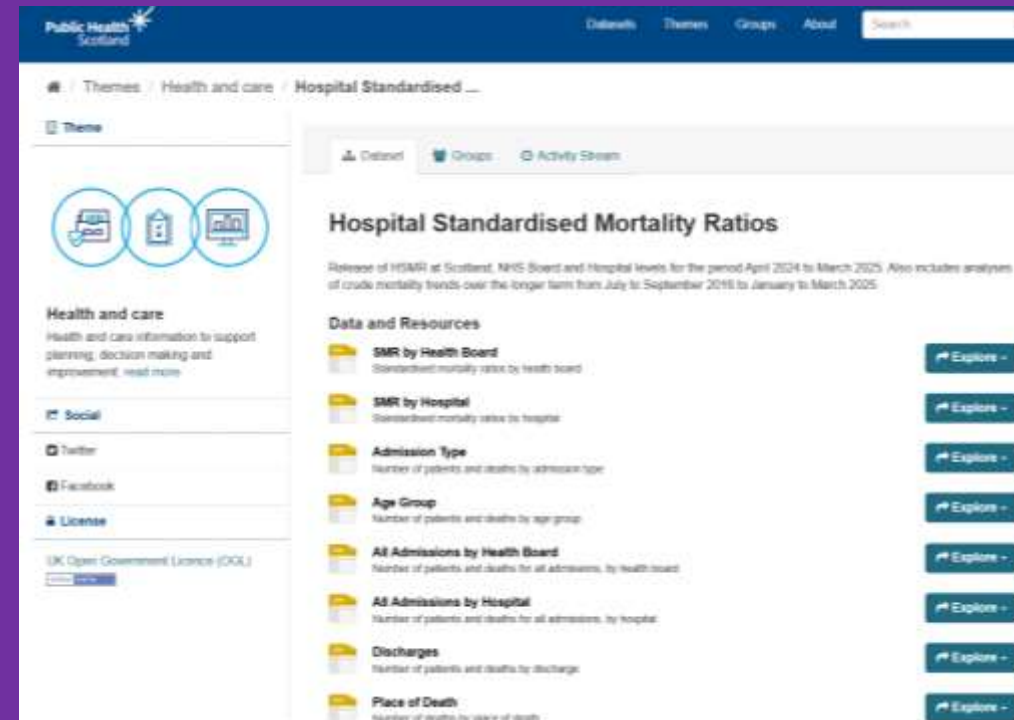 Public Health
Scotland
Datasets Themes Groups About Search
/ Themes / Health and care / Hospital Standardised ...
Theme
Dataset Groups Activity Stream
Hospital Standardised Mortality Ratios
Release of HSMR at Scotland, NHS Board and Hospital levels for the period April 2024 to March 2025. Also includes analyses
of crude mortality trends over the longer term from July to September 2016 to January to March 2025.
Health and care
Health and care information to support
planning, decision making and
improvement. read more
Social
Twitter
Facebook
License
UK Open Government Licence (OGL)
Data and Resources
SMR by Health Board
Standardised mortality ratios by health board
Explore
SMR by Hospital
Standardised mortality ratios by hospital
Explore
Admission Type
Number of patients and deaths by admission type
Explore
Age Group
Number of patients and deaths by age group
Explore
All Admissions by Health Board
Number of patients and deaths for all admissions, by health board
Explore
All Admissions by Hospital
Number of patients and deaths for all admissions, by hospital
Explore
Discharges
Number of patients and deaths by discharge
Explore
Place of Death
Number of deaths by place of death
Explore